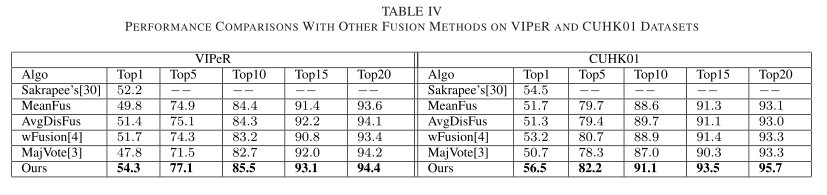 TABLE IV
PERFORMANCE COMPARISONS WITH OTHER FUSION METHODS ON VIPeR AND CUHK01 DATASETS
VIPeR CUHK01
Algo Top1 Top5 Top10 Top15 Top20 Algo Top1 Top5 Top10 Top15 Top20
Sakrapee's[30] 52.2 −− −− −− −− Sakrapee's[30] 54.5 −− −− −− −−
MeanFus 49.8 74.9 84.4 91.4 93.6 MeanFus 51.7 79.7 88.6 91.3 93.1
AvgDisFus 51.4 75.1 84.3 92.2 94.1 AvgDisFus 51.3 79.4 89.7 91.1 93.0
wFusion[4] 51.7 74.3 83.2 90.8 93.4 wFusion[4] 53.2 80.7 88.9 91.4 93.3
MajVote[3] 47.8 71.5 82.7 92.0 94.2 MajVote[3] 50.7 78.3 87.0 90.3 93.3
Ours 54.3 77.1 85.5 93.1 94.4 Ours 56.5 82.2 91.1 93.5 95.7